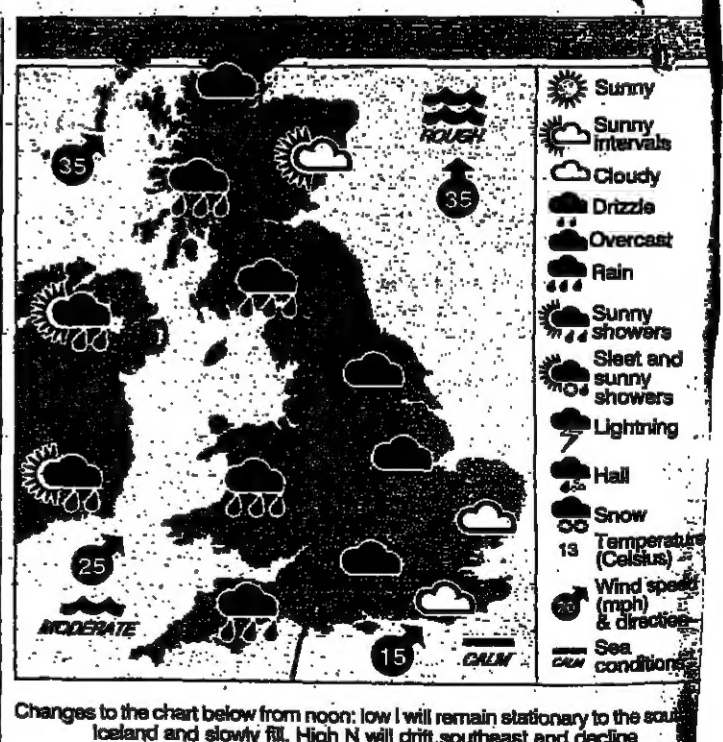 35
ROUGH
35
25
MODERATE
15
CALM
Sunny
Sunny
intervals
Cloudy
Drizzle
Overcast
Rain
Sunny
showers
Sleet and
sunny
showers
Lightning
Hail
Snow
13 Temperature
(Celsius)
Wind speed
(mph)
& direction
Sea
CALM conditions
Changes to the chart below from noon: low I will remain stationary to the
Iceland and slowly fill. High N will drift southeast and decline